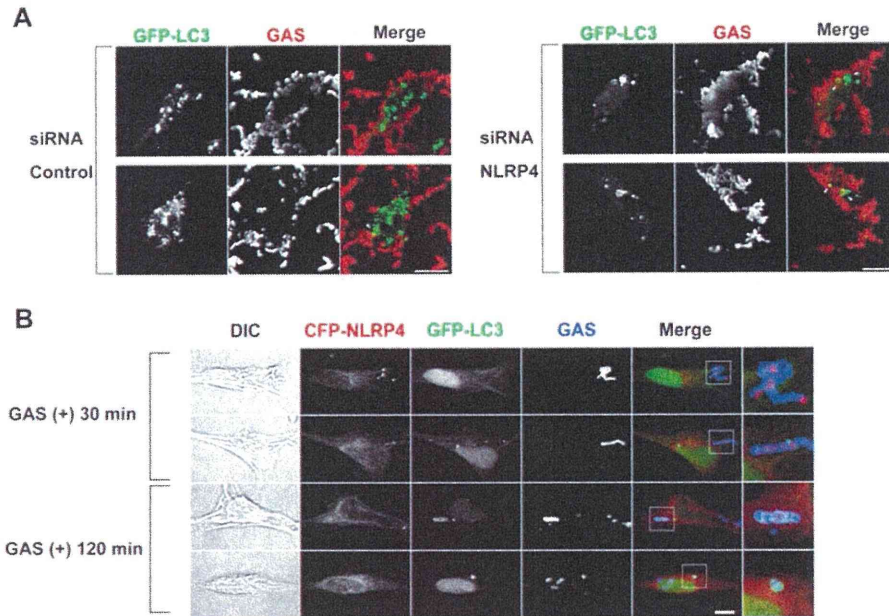 A
GFP-LC3 GAS Merge
siRNA
Control
GFP-LC3 GAS Merge
siRNA
NLRP4
B
DIC CFP-NLRP4 GFP-LC3 GAS Merge
GAS (+) 30 min
GAS (+) 120 min